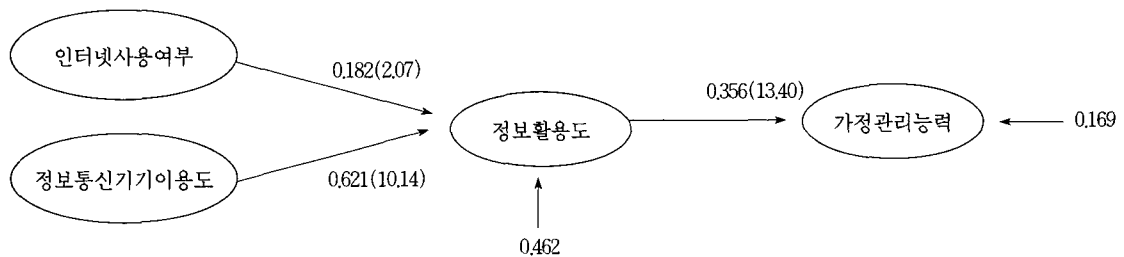 인터넷사용여부
0.182(2.07)
0.356(13.40)
정보활용도
가정관리능력
0.169
정보통신기기이용도
0.621(10.14)
0.462